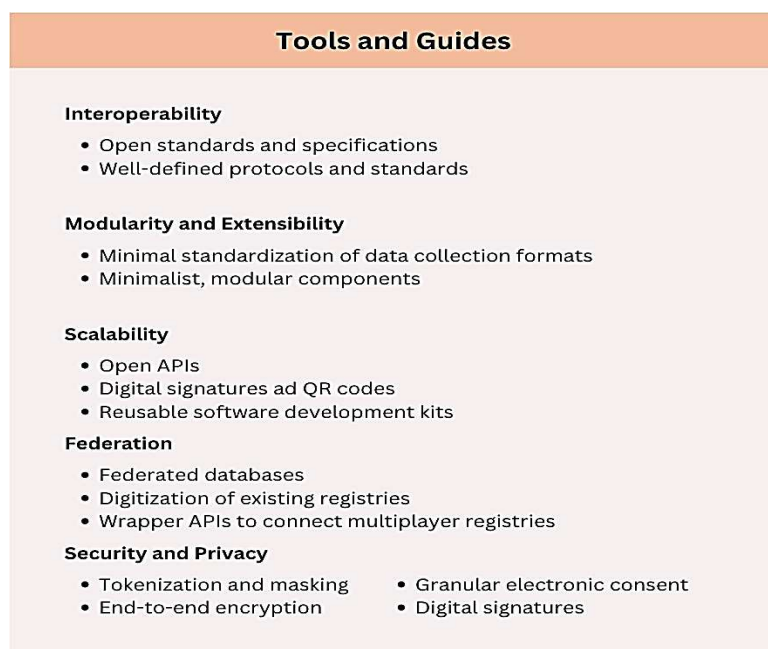 Tools and Guides
Interoperability
• Open standards and specifications
• Well-defined protocols and standards
Modularity and Extensibility
• Minimal standardization of data collection formats
• Minimalist, modular components
Scalability
• Open APIs
• Digital signatures ad QR codes
• Reusable software development kits
Federation
• Federated databases
• Digitization of existing registries
• Wrapper APIs to connect multiplayer registries
Security and Privacy
• Tokenization and masking
• End-to-end encryption
• Granular electronic consent
• Digital signatures